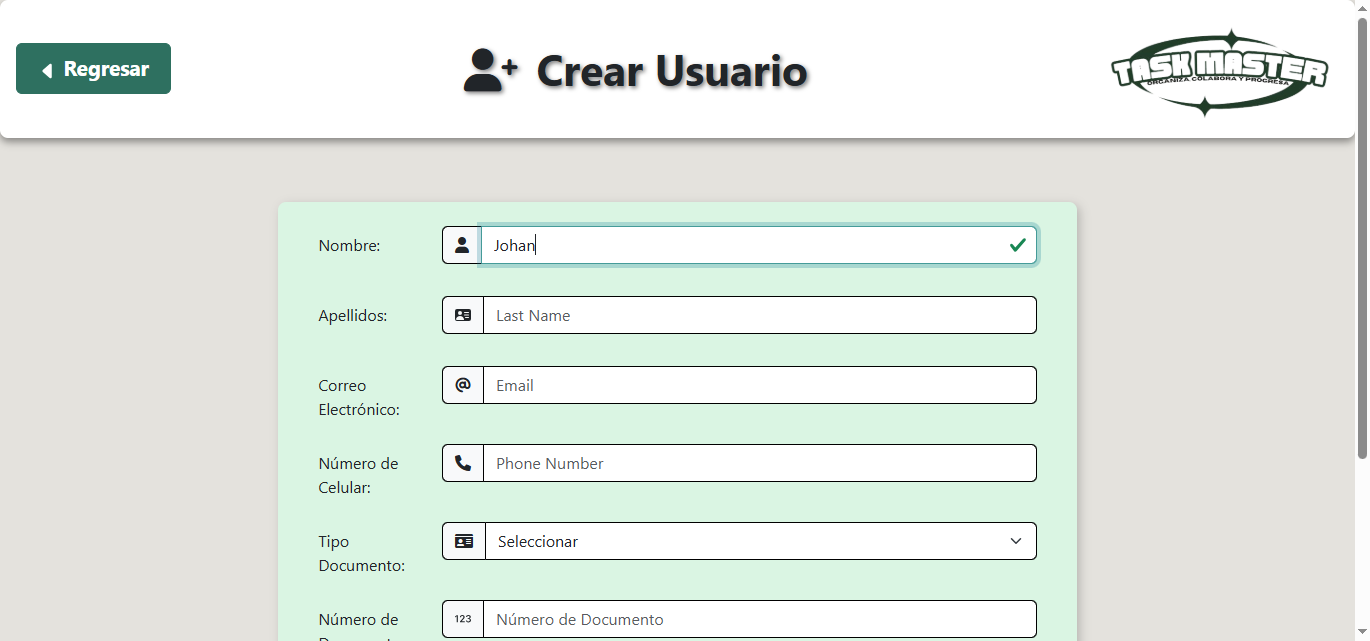 Regresar
Crear Usuario
TASK MASTER
ORGANIZA COLABORA Y PROGRESA
Nombre:
Johan
Apellidos:
Last Name
Correo
Electrónico:
Email
Número de
Celular:
Phone Number
Tipo
Documento:
Seleccionar
Número de
123
Número de Documento